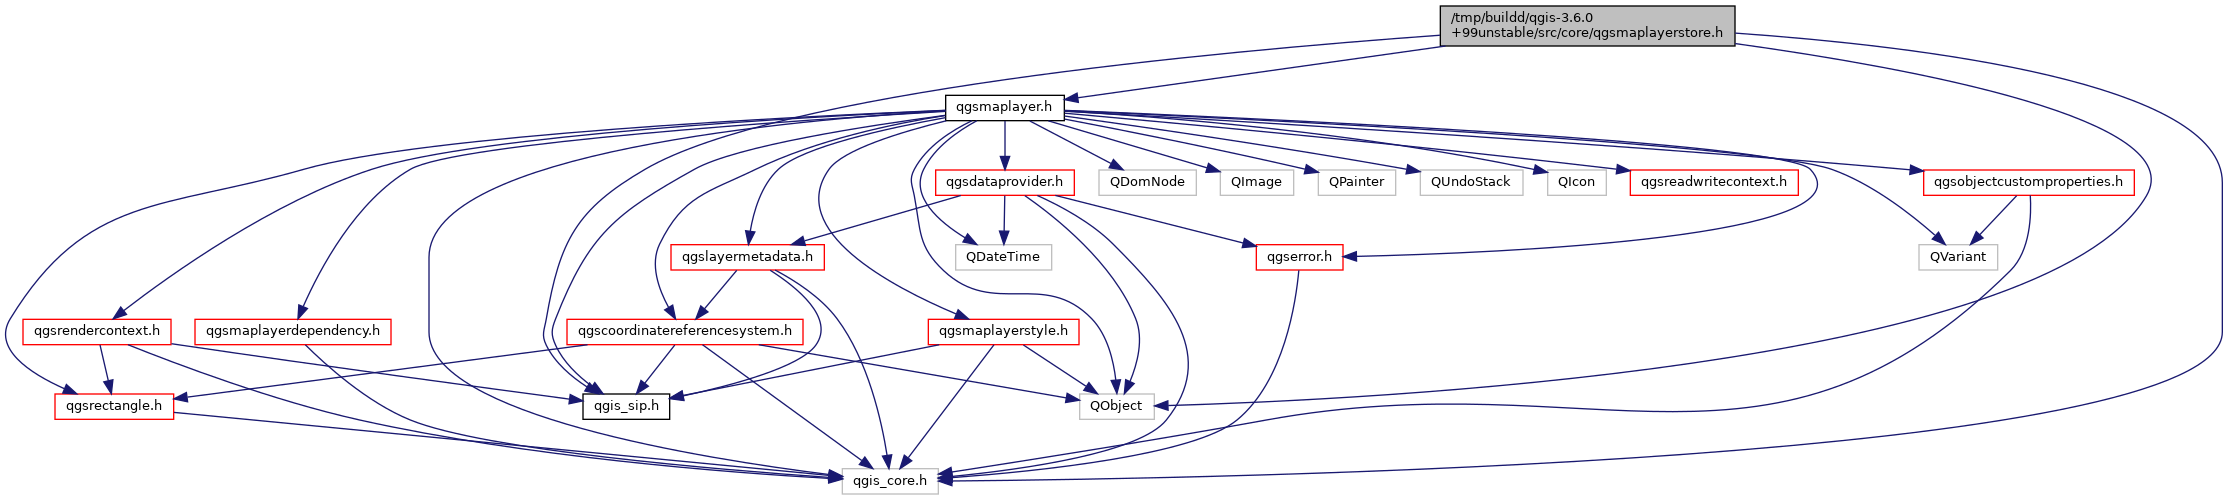 /tmp/buildd/qgis-3.6.0
+99unstable/src/core/qgsmaplayerstore.h
qgsmaplayer.h
qgsdataprovider.h
QDomNode
QImage
QPainter
QUndoStack
QIcon
qgsreadwritecontext.h
qgsobjectcustomproperties.h
qgslayermetadata.h
QDateTime
qgserror.h
QVariant
qgsrendercontext.h
qgsmaplayerdependency.h
qgscoordinatereferencesystem.h
qgsmaplayerstyle.h
qgsrectangle.h
qgis_sip.h
QObject
qgis_core.h